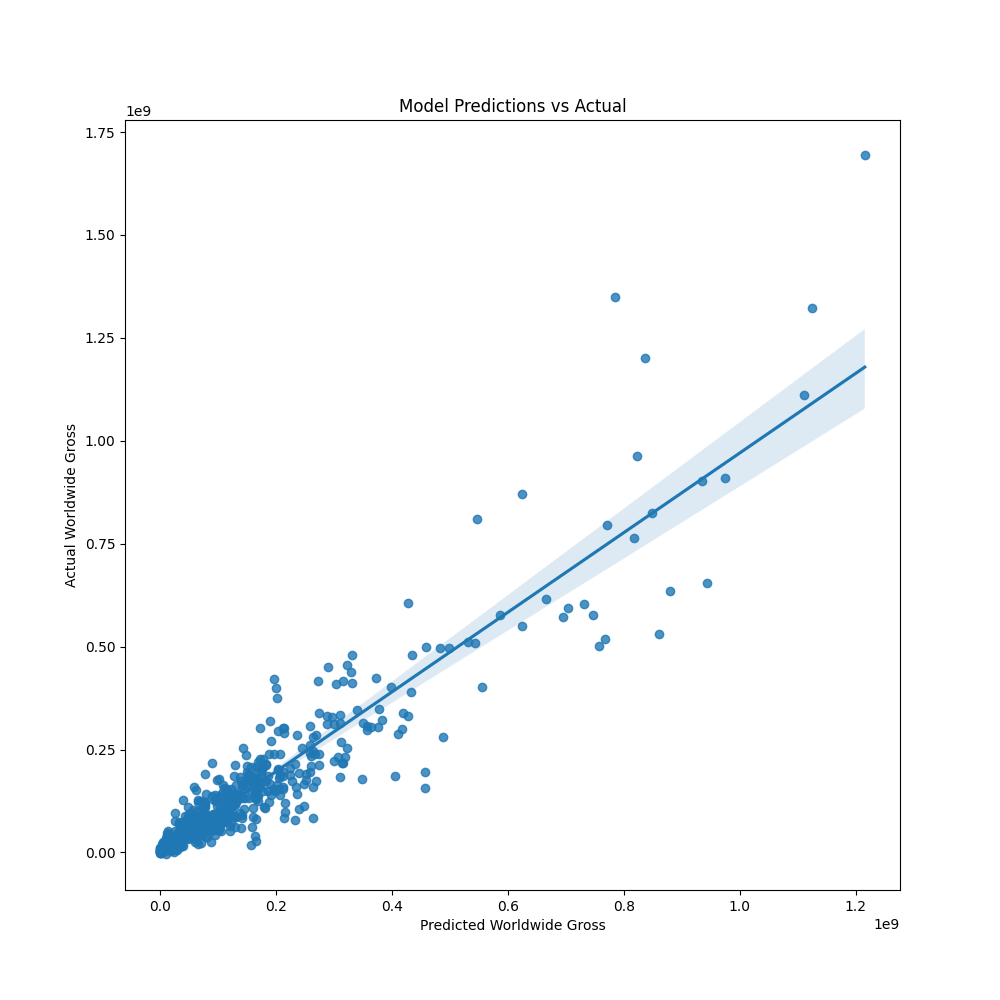 Model Predictions vs Actual
1e9
1.75
1.50
1.25
1.00
0.75
0.50
0.25
0.00
Actual Worldwide Gross
0.0 0.2 0.4 0.6 0.8 1.0 1.2
Predicted Worldwide Gross
1e9